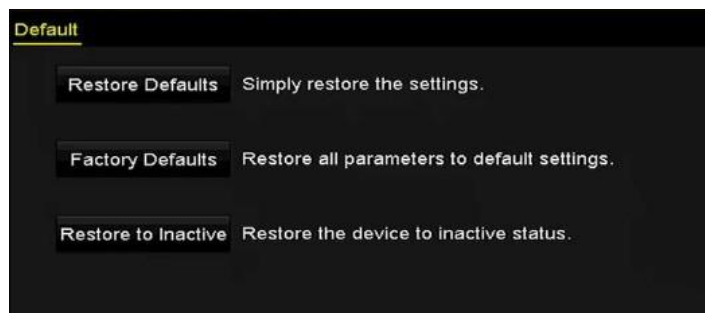 Default
Restore Defaults Simply restore the settings.
Factory Defaults Restore all parameters to default settings.
Restore to Inactive Restore the device to inactive status.